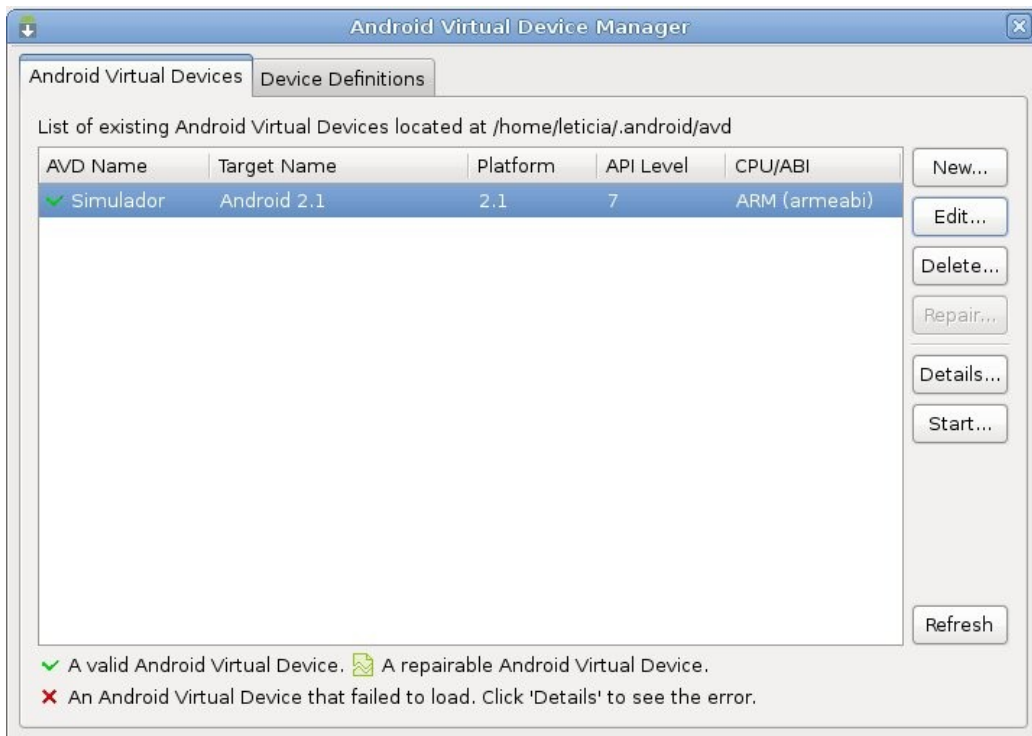 Android Virtual Device Manager
Android Virtual Devices Device Definitions
List of existing Android Virtual Devices located at /home/leticia/.android/avd
AVD Name Target Name Platform API Level CPU/ABI
Simulador Android 2.1 2.1 7 ARM (armeabi)
New...
Edit...
Delete...
Repair...
Details...
Start...
Refresh
A valid Android Virtual Device. A repairable Android Virtual Device.
An Android Virtual Device that failed to load. Click 'Details' to see the error.